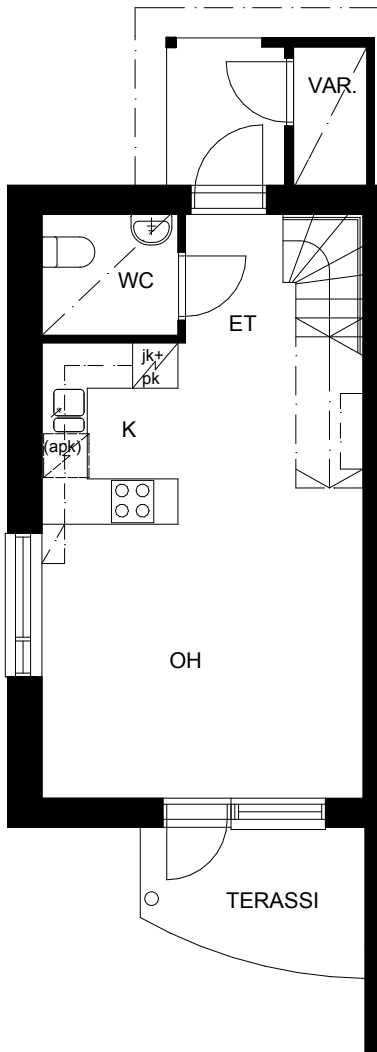 VAR.
WC
ET
jk+
pk
K
(apk)
OH
TERASSI